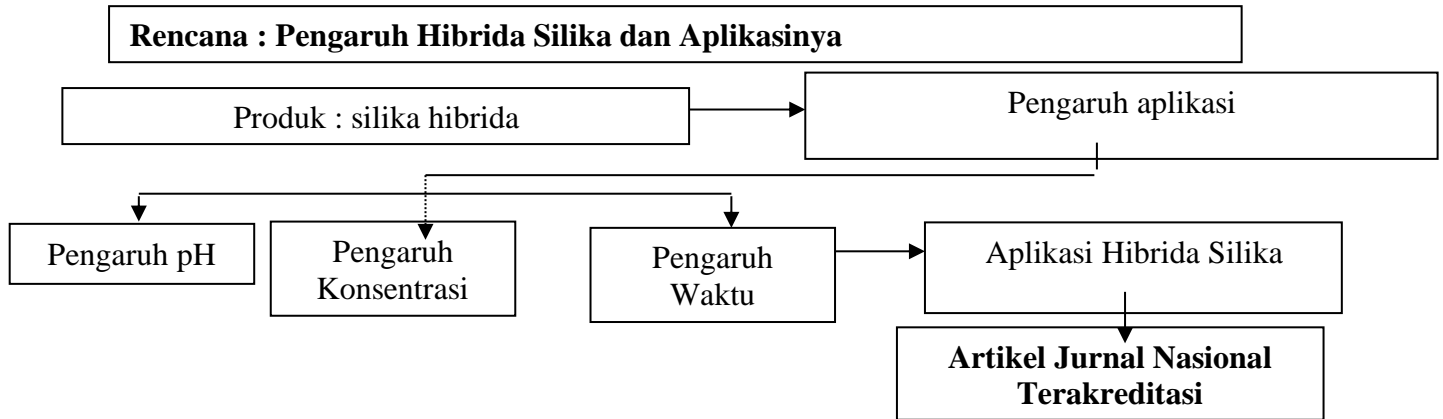 Rencana : Pengaruh Hibrida Silika dan Aplikasinya
Produk : silika hibrida
Pengaruh aplikasi
Pengaruh pH
Pengaruh
Konsentrasi
Pengaruh
Waktu
Aplikasi Hibrida Silika
Artikel Jurnal Nasional
Terakreditasi